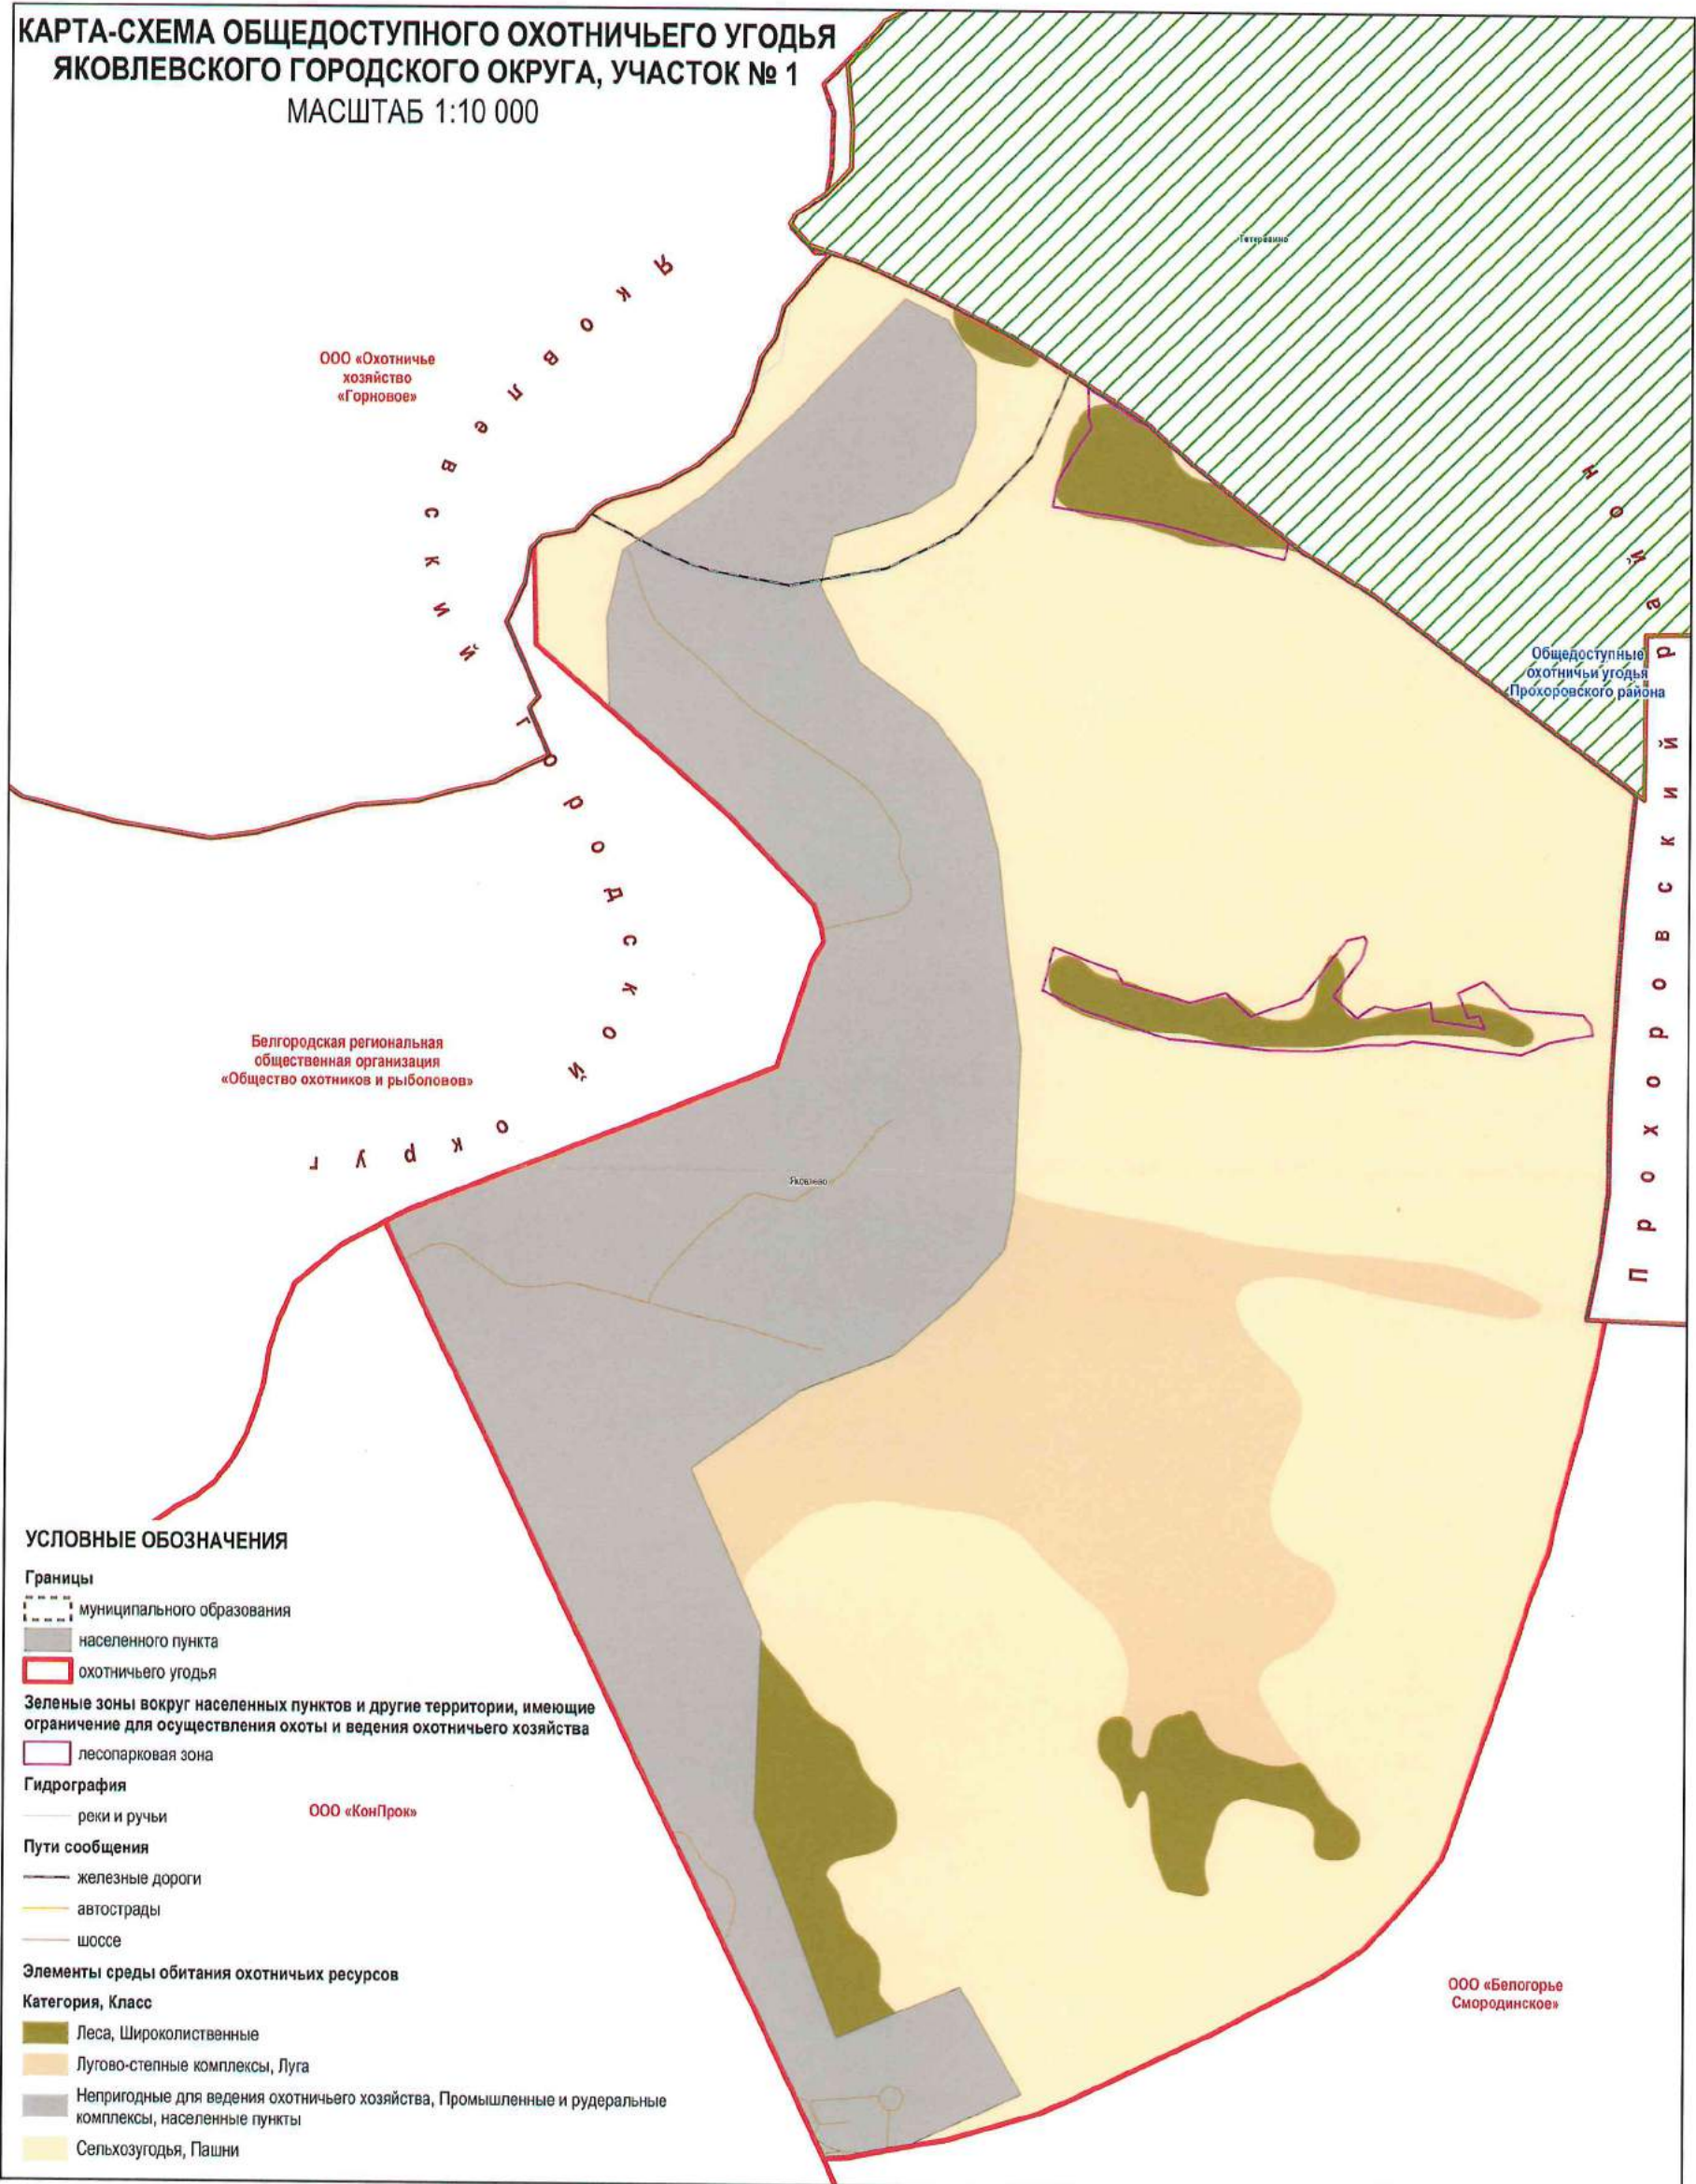 КАРТА-СХЕМА ОБЩЕДОСТУПНОГО ОХОТНИЧЬЕГО УГОДЬЯ
ЯКОВЛЕВСКОГО ГОРОДСКОГО ОКРУГА, УЧАСТОК № 1
МАСШТАБ 1:10 000
Тетеревино
ООО «Охотничье
хозяйство
«Горновое»
Яковлевский городской округ
Общедоступные
охотничьи угодья
Прохоровского района
Прохоровский район
Белгородская региональная
общественная организация
«Общество охотников и рыболовов»
Яковлево
УСЛОВНЫЕ ОБОЗНАЧЕНИЯ
Границы
муниципального образования
населенного пункта
охотничьего угодья
Зеленые зоны вокруг населенных пунктов и другие территории, имеющие
ограничение для осуществления охоты и ведения охотничьего хозяйства
лесопарковая зона
Гидрография
реки и ручьи
ООО «КонПрок»
Пути сообщения
железные дороги
автострады
шоссе
Элементы среды обитания охотничьих ресурсов
Категория, Класс
Леса, Широколиственные
Лугово-степные комплексы, Луга
Непригодные для ведения охотничьего хозяйства, Промышленные и рудеральные
комплексы, населенные пункты
Сельхозугодья, Пашни
ООО «Белогорье
Смородинское»